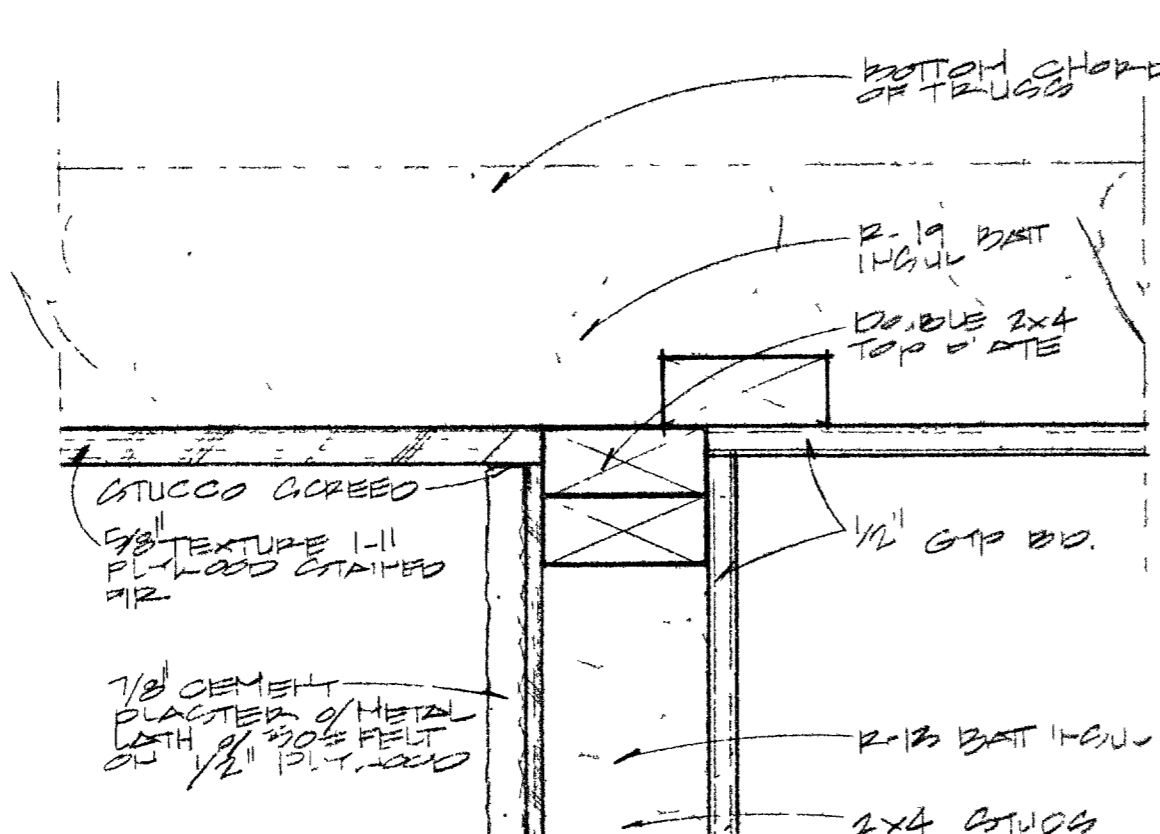 BOTTOM CHORD
OF TRUSS
R-19 BATT
INSUL
DOUBLE 2x4
TOP PLATE
STUCCO SCREED
5/8" TEXTURE 1-11
PLYWOOD STAINED
FIR.
1/2" GYP BD.
7/8" CEMENT
PLASTER O/METAL
LATH O/ 30# FELT
ON 1/2" PLYWOOD
R-13 BATT INSUL
2x4 STUDS